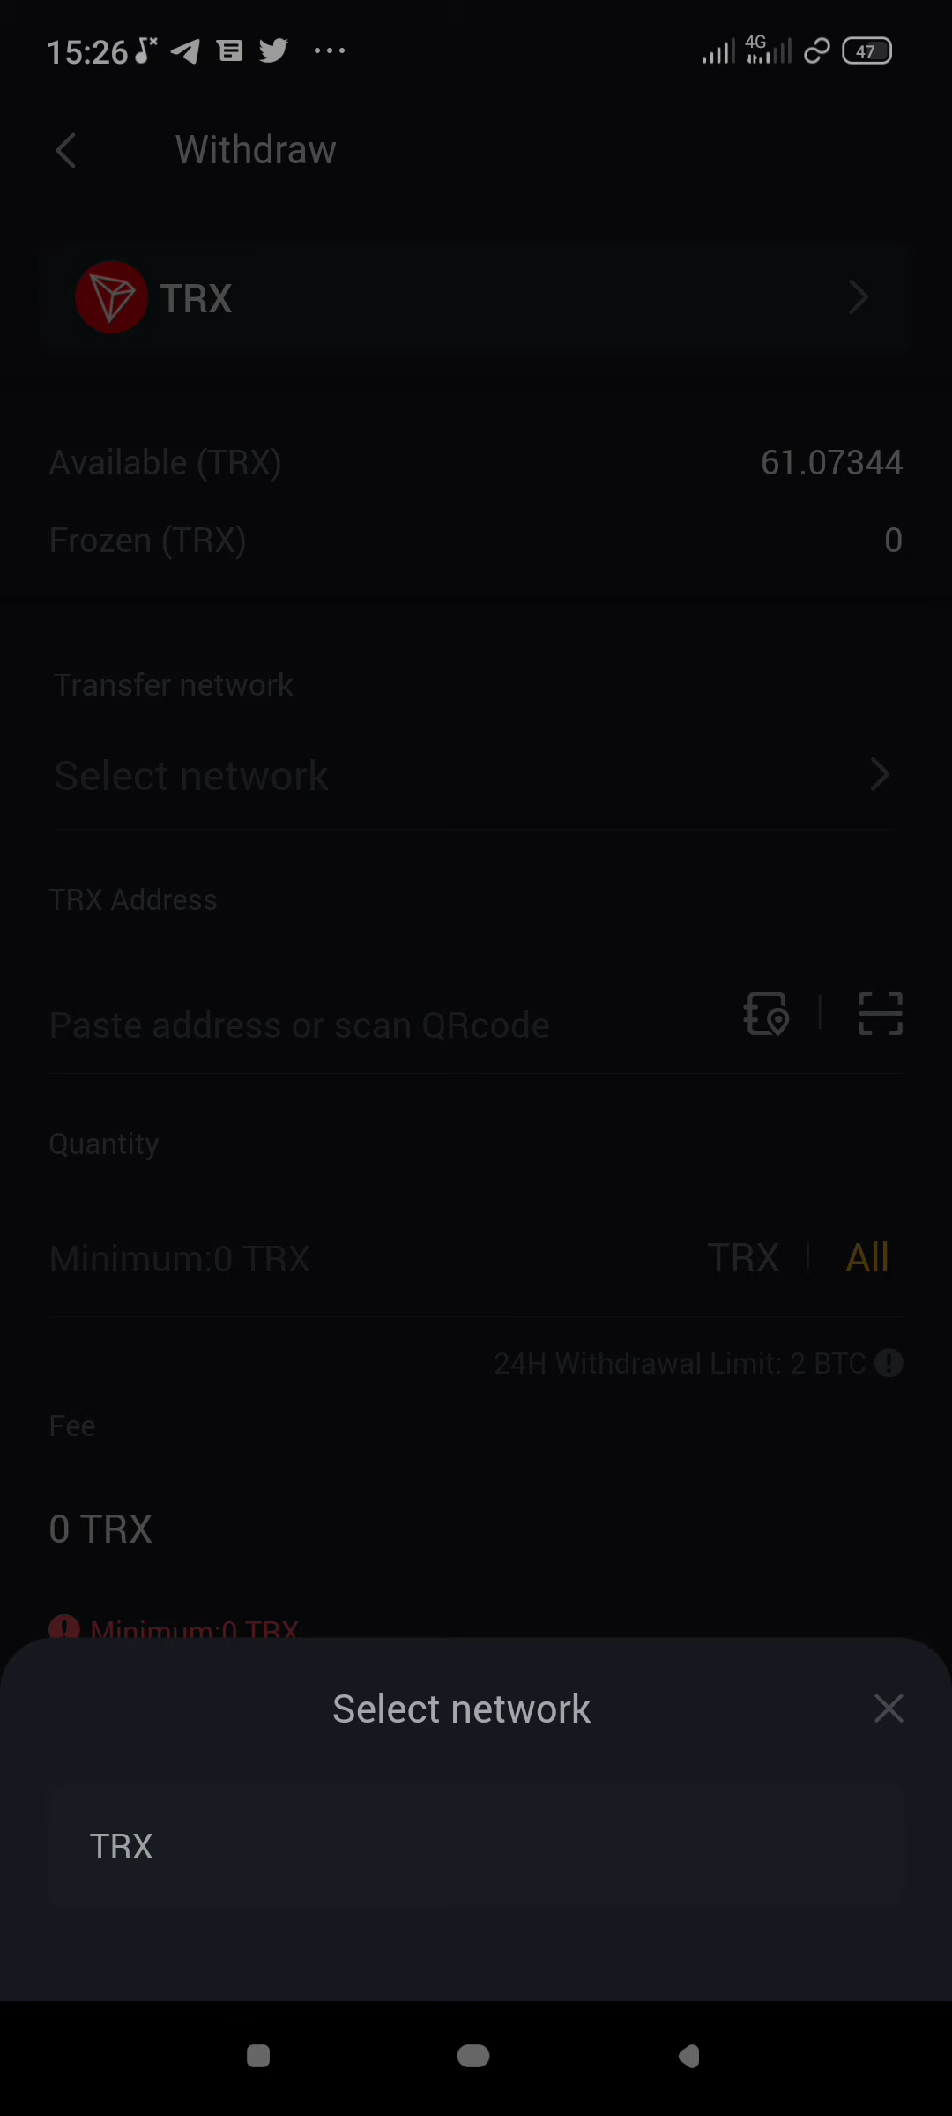 15:26
4G
47
Withdraw
TRX
Available (TRX)
61.07344
Frozen (TRX)
0
Transfer network
Select network
TRX Address
Paste address or scan QRcode
Quantity
Minimum:0 TRX
TRX
All
24H Withdrawal Limit: 2 BTC
Fee
0 TRX
Minimum:0 TRX
Select network
TRX